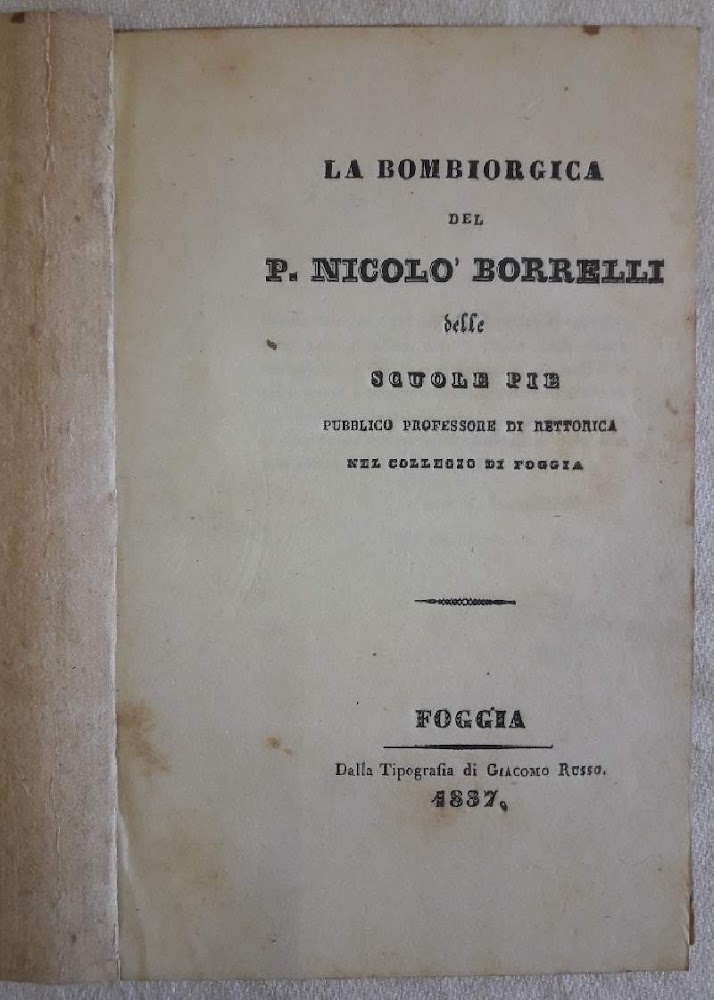 LA BOMBIORGICA
DEL
P. NICOLO' BORRELLI
delle
SCUOLE PIE
PUBBLICO PROFESSORE DI RETTORICA
NEL COLLEGIO DI FOGGIA
FOGGIA
Dalla Tipografia di GIACOMO RUSSO.
1837.